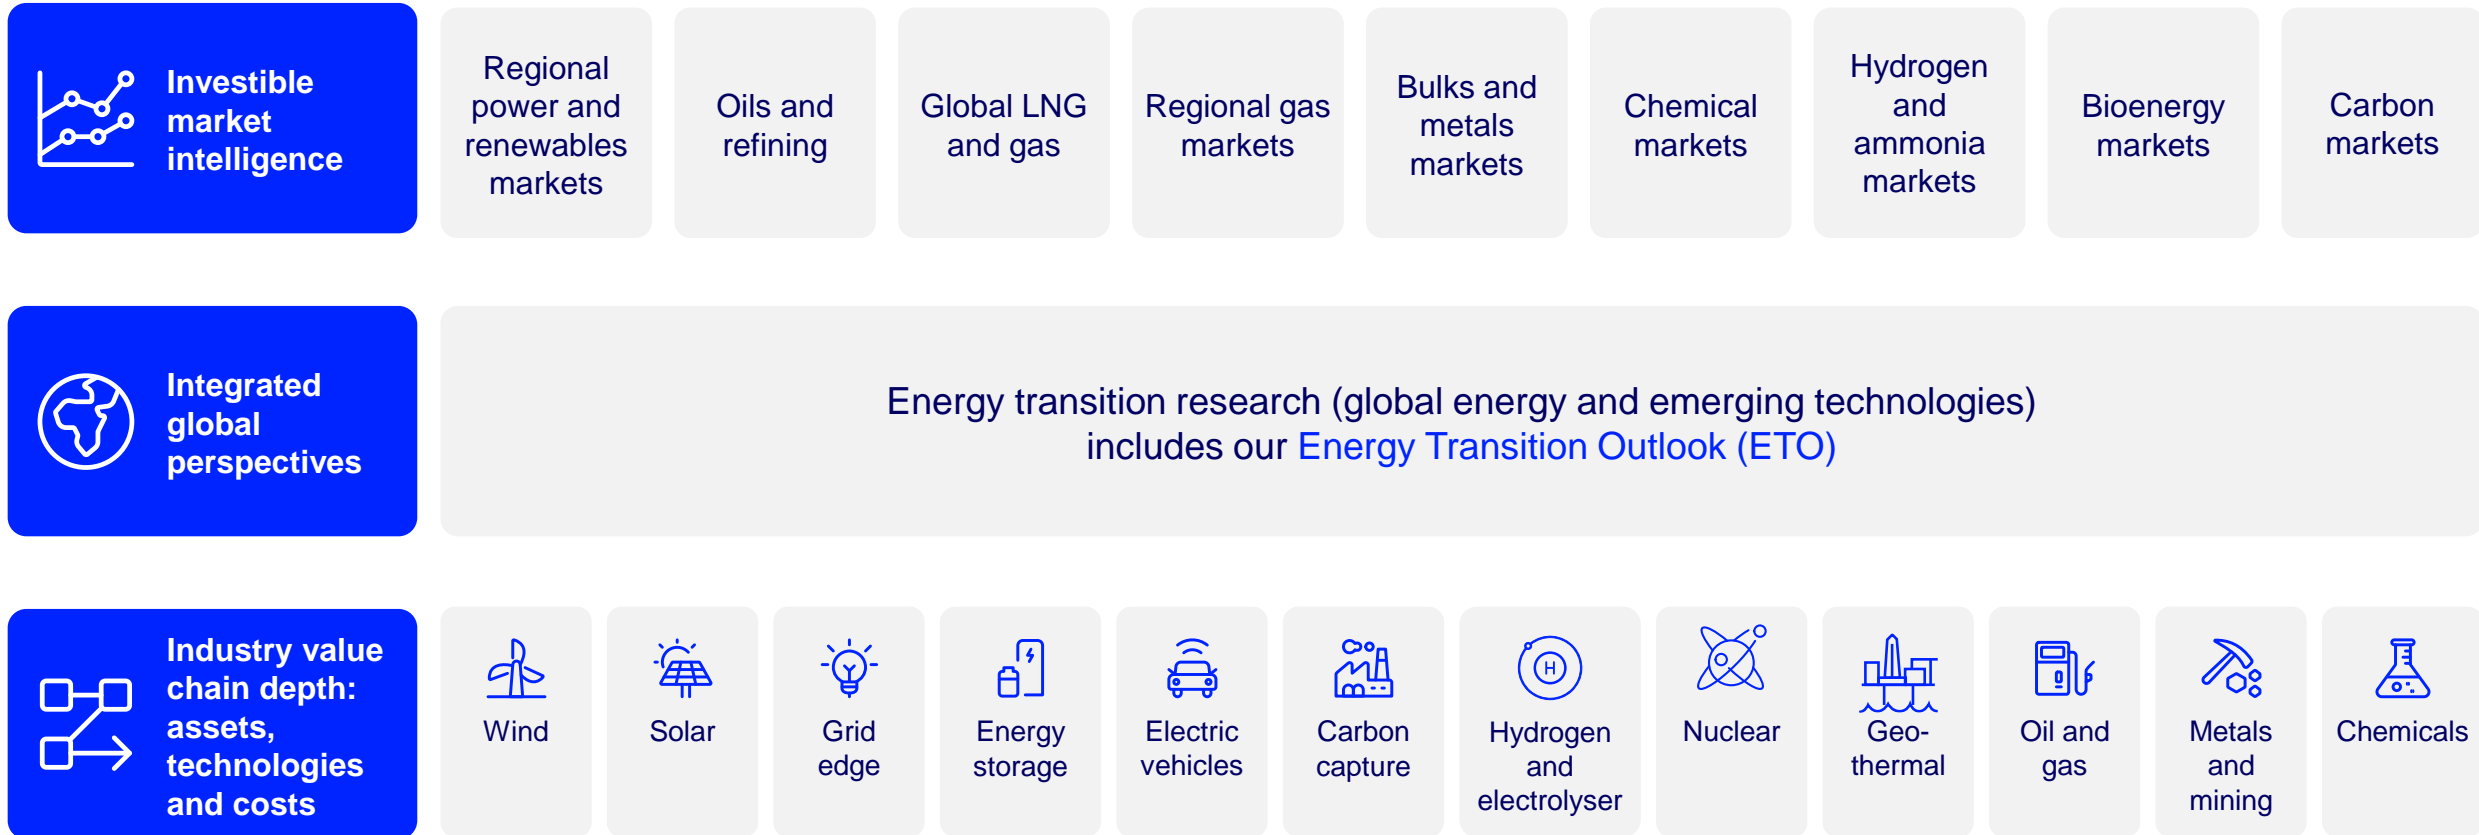 Investible
market
intelligence
Regional
power and
renewables
markets
Oils and
refining
Global LNG
and gas
Regional gas
markets
Bulks and
metals
markets
Chemical
markets
Hydrogen
and
ammonia
markets
Bioenergy
markets
Carbon
markets
Integrated
global
perspectives
Energy transition research (global energy and emerging technologies)
includes our Energy Transition Outlook (ETO)
Industry value
chain depth:
assets,
technologies
and costs
Wind
Solar
Grid
edge
Energy
storage
Electric
vehicles
Carbon
capture
H
Hydrogen
and
electrolyser
Nuclear
Geo-
thermal
Oil and
gas
Metals
and
mining
Chemicals